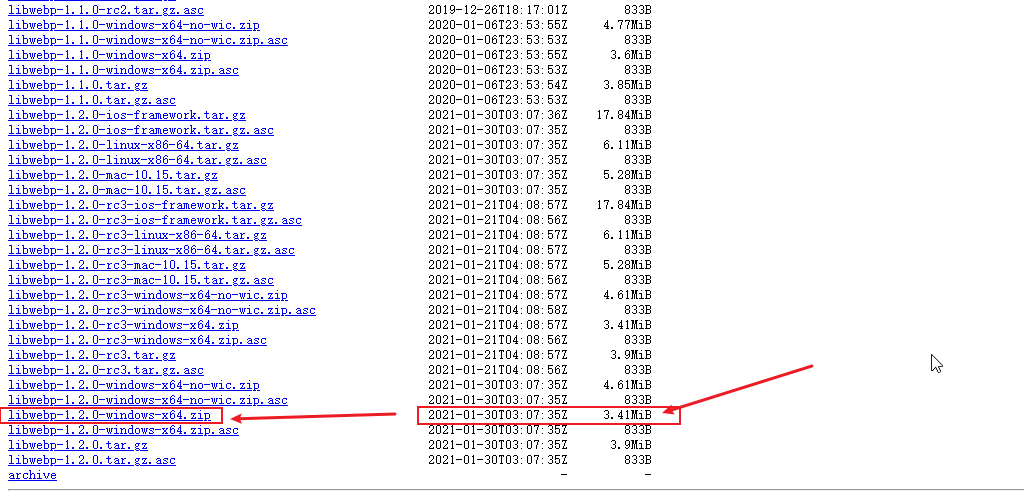 libwebp-1.1.0-rc2.tar.gz.asc 2019-12-26T18:17:01Z 833B
libwebp-1.1.0-windows-x64-no-wic.zip 2020-01-06T23:53:55Z 4.77MiB
libwebp-1.1.0-windows-x64-no-wic.zip.asc 2020-01-06T23:53:53Z 833B
libwebp-1.1.0-windows-x64.zip 2020-01-06T23:53:55Z 3.6MiB
libwebp-1.1.0-windows-x64.zip.asc 2020-01-06T23:53:53Z 833B
libwebp-1.1.0.tar.gz 2020-01-06T23:53:54Z 3.85MiB
libwebp-1.1.0.tar.gz.asc 2020-01-06T23:53:53Z 833B
libwebp-1.2.0-ios-framework.tar.gz 2021-01-30T03:07:36Z 17.84MiB
libwebp-1.2.0-ios-framework.tar.gz.asc 2021-01-30T03:07:35Z 833B
libwebp-1.2.0-linux-x86-64.tar.gz 2021-01-30T03:07:35Z 6.11MiB
libwebp-1.2.0-linux-x86-64.tar.gz.asc 2021-01-30T03:07:35Z 833B
libwebp-1.2.0-mac-10.15.tar.gz 2021-01-30T03:07:35Z 5.28MiB
libwebp-1.2.0-mac-10.15.tar.gz.asc 2021-01-30T03:07:35Z 833B
libwebp-1.2.0-rc3-ios-framework.tar.gz 2021-01-21T04:08:57Z 17.84MiB
libwebp-1.2.0-rc3-ios-framework.tar.gz.asc 2021-01-21T04:08:56Z 833B
libwebp-1.2.0-rc3-linux-x86-64.tar.gz 2021-01-21T04:08:57Z 6.11MiB
libwebp-1.2.0-rc3-linux-x86-64.tar.gz.asc 2021-01-21T04:08:57Z 833B
libwebp-1.2.0-rc3-mac-10.15.tar.gz 2021-01-21T04:08:57Z 5.28MiB
libwebp-1.2.0-rc3-mac-10.15.tar.gz.asc 2021-01-21T04:08:56Z 833B
libwebp-1.2.0-rc3-windows-x64-no-wic.zip 2021-01-21T04:08:57Z 4.61MiB
libwebp-1.2.0-rc3-windows-x64-no-wic.zip.asc 2021-01-21T04:08:58Z 833B
libwebp-1.2.0-rc3-windows-x64.zip 2021-01-21T04:08:57Z 3.41MiB
libwebp-1.2.0-rc3-windows-x64.zip.asc 2021-01-21T04:08:56Z 833B
libwebp-1.2.0-rc3.tar.gz 2021-01-21T04:08:57Z 3.9MiB
libwebp-1.2.0-rc3.tar.gz.asc 2021-01-21T04:08:56Z 833B
libwebp-1.2.0-windows-x64-no-wic.zip 2021-01-30T03:07:35Z 4.61MiB
libwebp-1.2.0-windows-x64-no-wic.zip.asc 2021-01-30T03:07:35Z 833B
libwebp-1.2.0-windows-x64.zip 2021-01-30T03:07:35Z 3.41MiB
libwebp-1.2.0-windows-x64.zip.asc 2021-01-30T03:07:35Z 833B
libwebp-1.2.0.tar.gz 2021-01-30T03:07:35Z 3.9MiB
libwebp-1.2.0.tar.gz.asc 2021-01-30T03:07:35Z 833B
archive - -